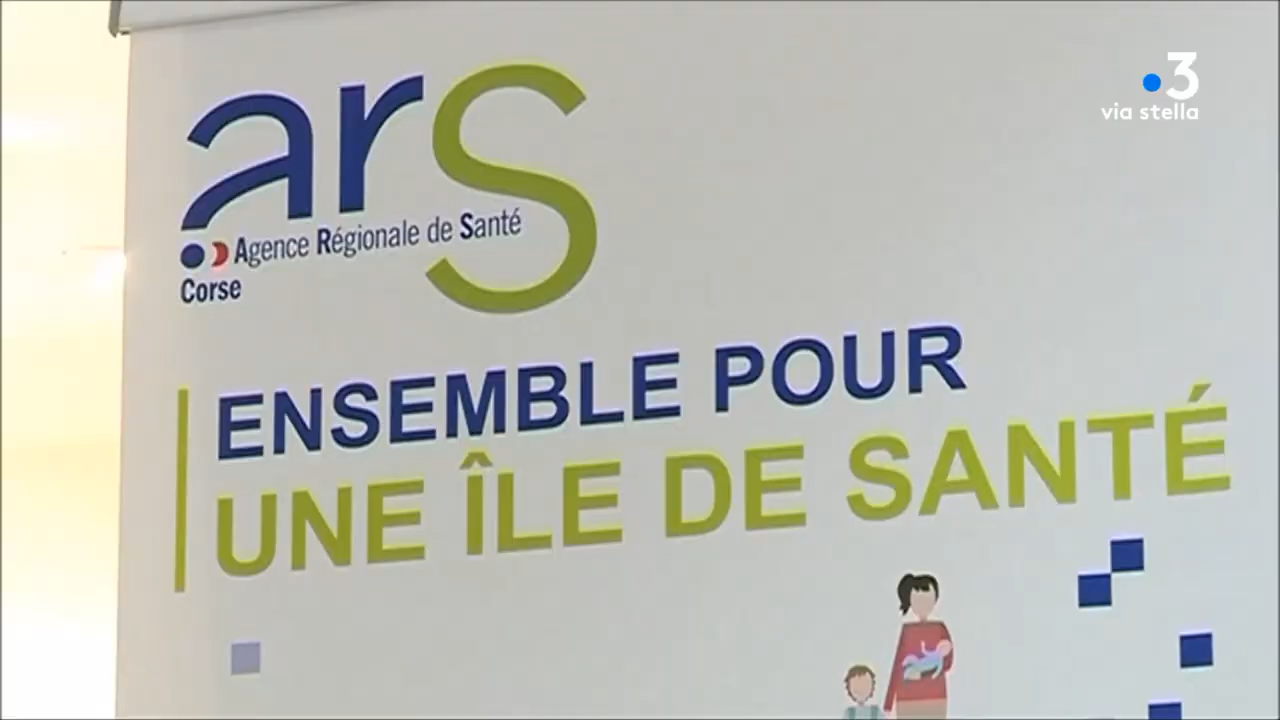 ars
Agence Régionale de Santé
Corse
ENSEMBLE POUR
UNE ÎLE DE SANTÉ
3
via stella